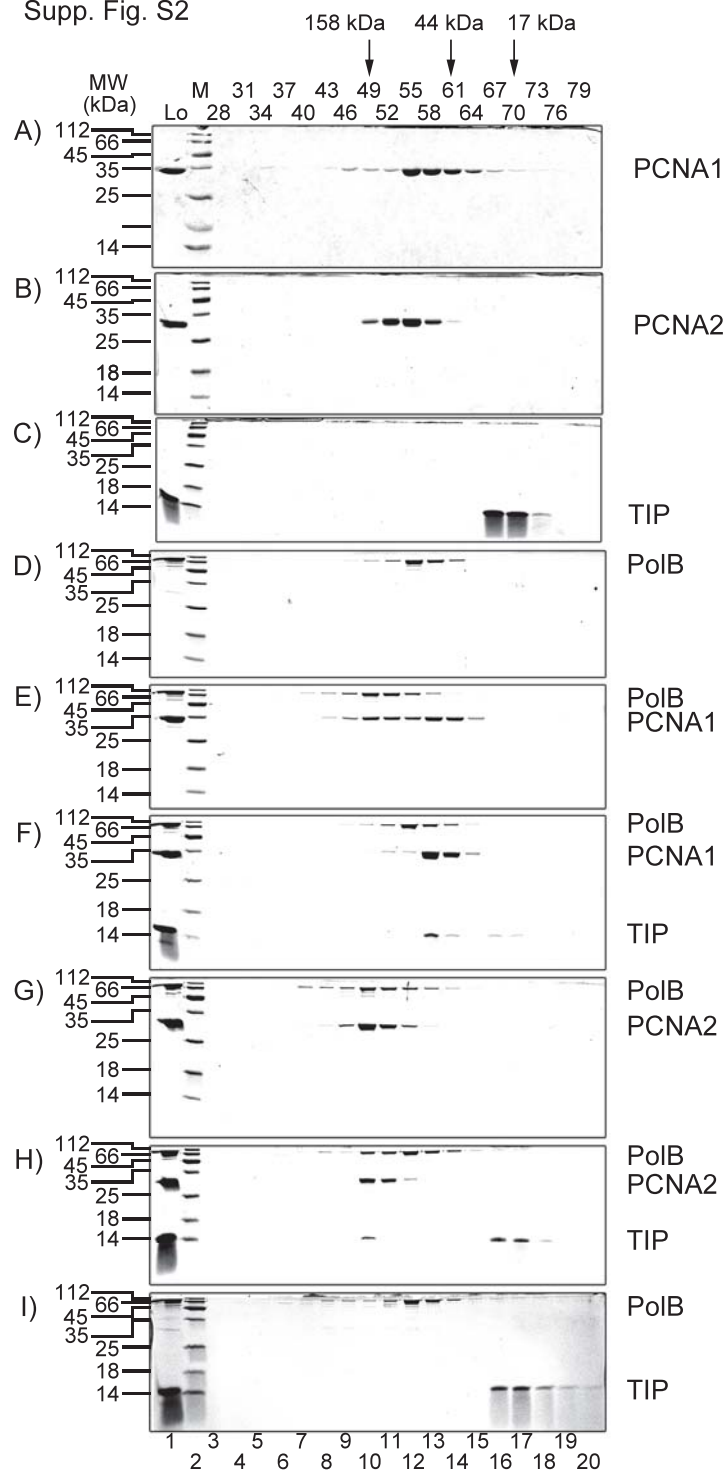 Supp. Fig. S2
158 kDa 44 kDa 17 kDa
MW
(kDa)
M 31 37 43 49 55 61 67 73 79
Lo 28 34 40 46 52 58 64 70 76
A)
112
66
45
35
25
14
PCNA1
B)
112
66
45
35
25
18
14
PCNA2
C)
112
66
45
35
25
18
14
TIP
D)
112
66
45
35
25
18
14
PolB
E)
112
66
45
35
25
18
14
PolB
PCNA1
F)
112
66
45
35
25
18
14
PolB
PCNA1
TIP
G)
112
66
45
35
25
18
14
PolB
PCNA2
H)
112
66
45
35
25
18
14
PolB
PCNA2
TIP
I)
112
66
45
35
25
18
14
PolB
TIP
1 3 5 7 9 11 13 15 17 19
2 4 6 8 10 12 14 16 18 20